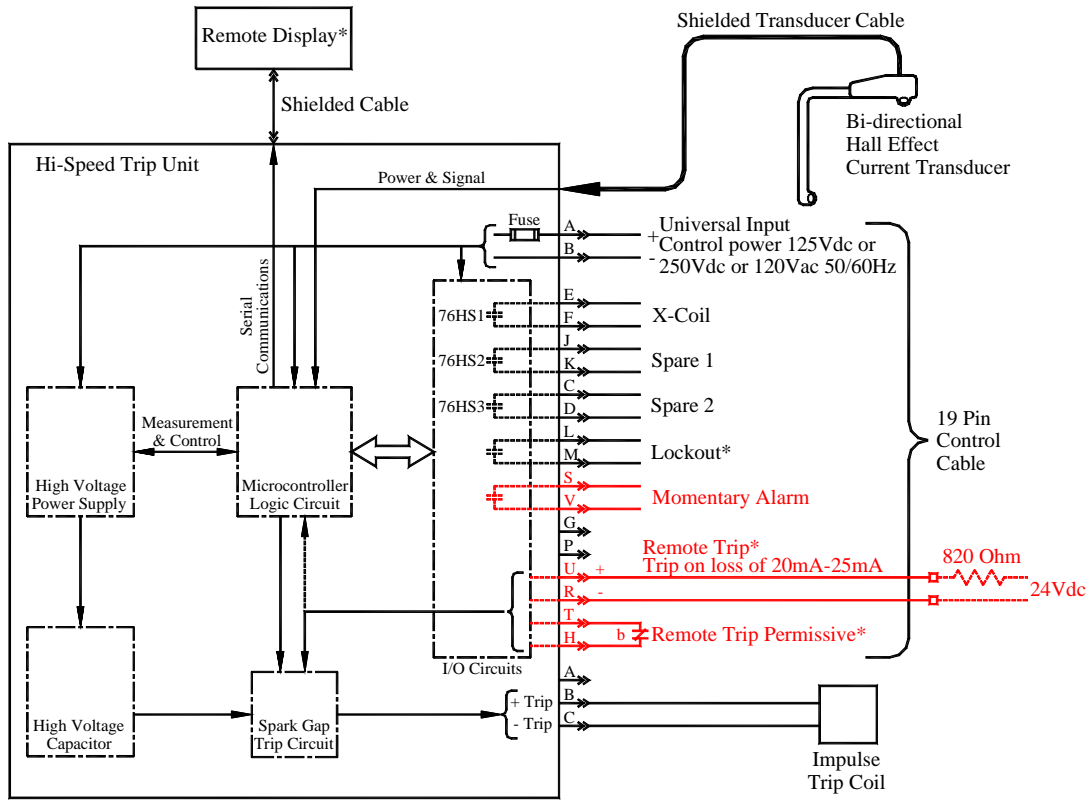 Remote Display*
Shielded Cable
Shielded Transducer Cable
Bi-directional
Hall Effect
Current Transducer
Hi-Speed Trip Unit
Power & Signal
Fuse
A
B
+
-
Universal Input
Control power 125Vdc or
250Vdc or 120Vac 50/60Hz
Serial
Communications
76HS1
E
F
X-Coil
76HS2
J
K
Spare 1
76HS3
C
D
Spare 2
L
M
Lockout*
S
V
Momentary Alarm
G
P
19 Pin
Control
Cable
Measurement
& Control
High Voltage
Power Supply
Microcontroller
Logic Circuit
Remote Trip*
Trip on loss of 20mA-25mA
U
+
R
-
820 Ohm
24Vdc
T
H
b
Remote Trip Permissive*
I/O Circuits
High Voltage
Capacitor
Spark Gap
Trip Circuit
+ Trip
- Trip
A
B
C
Impulse
Trip Coil